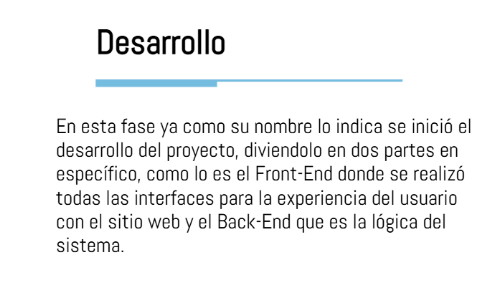 Desarrollo
En esta fase ya como su nombre lo indica se inició el
desarrollo del proyecto, diviendolo en dos partes en
específico, como lo es el Front-End donde se realizó
todas las interfaces para la experiencia del usuario
con el sitio web y el Back-End que es la lógica del
sistema.